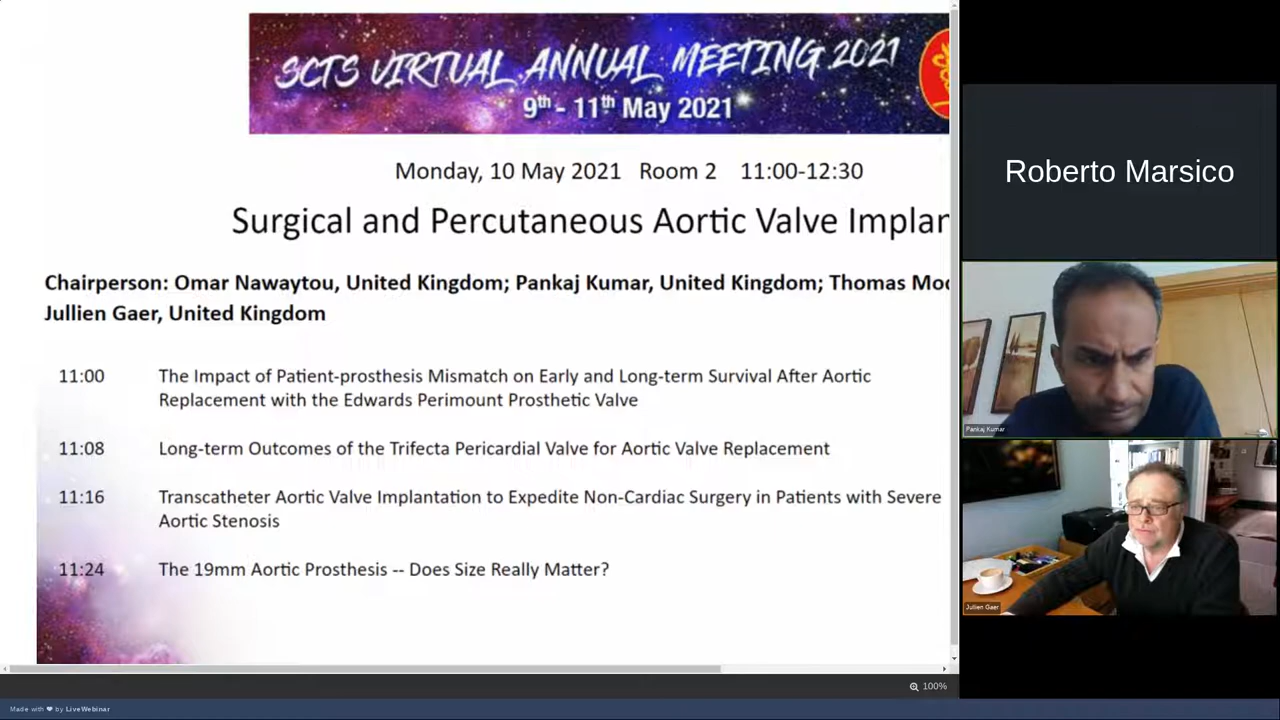 SCTS VIRTUAL ANNUAL MEETING 2021
9th - 11th May 2021
Monday, 10 May 2021 Room 2 11:00-12:30
Surgical and Percutaneous Aortic Valve Implan
Chairperson: Omar Nawaytou, United Kingdom; Pankaj Kumar, United Kingdom; Thomas Mod
Jullien Gaer, United Kingdom
11:00 The Impact of Patient-prosthesis Mismatch on Early and Long-term Survival After Aortic
Replacement with the Edwards Perimount Prosthetic Valve
11:08 Long-term Outcomes of the Trifecta Pericardial Valve for Aortic Valve Replacement
11:16 Transcatheter Aortic Valve Implantation to Expedite Non-Cardiac Surgery in Patients with Severe
Aortic Stenosis
11:24 The 19mm Aortic Prosthesis -- Does Size Really Matter?
100%
Made with ❤ by LiveWebinar
Roberto Marsico
Pankaj Kumar
Jullien Gaer